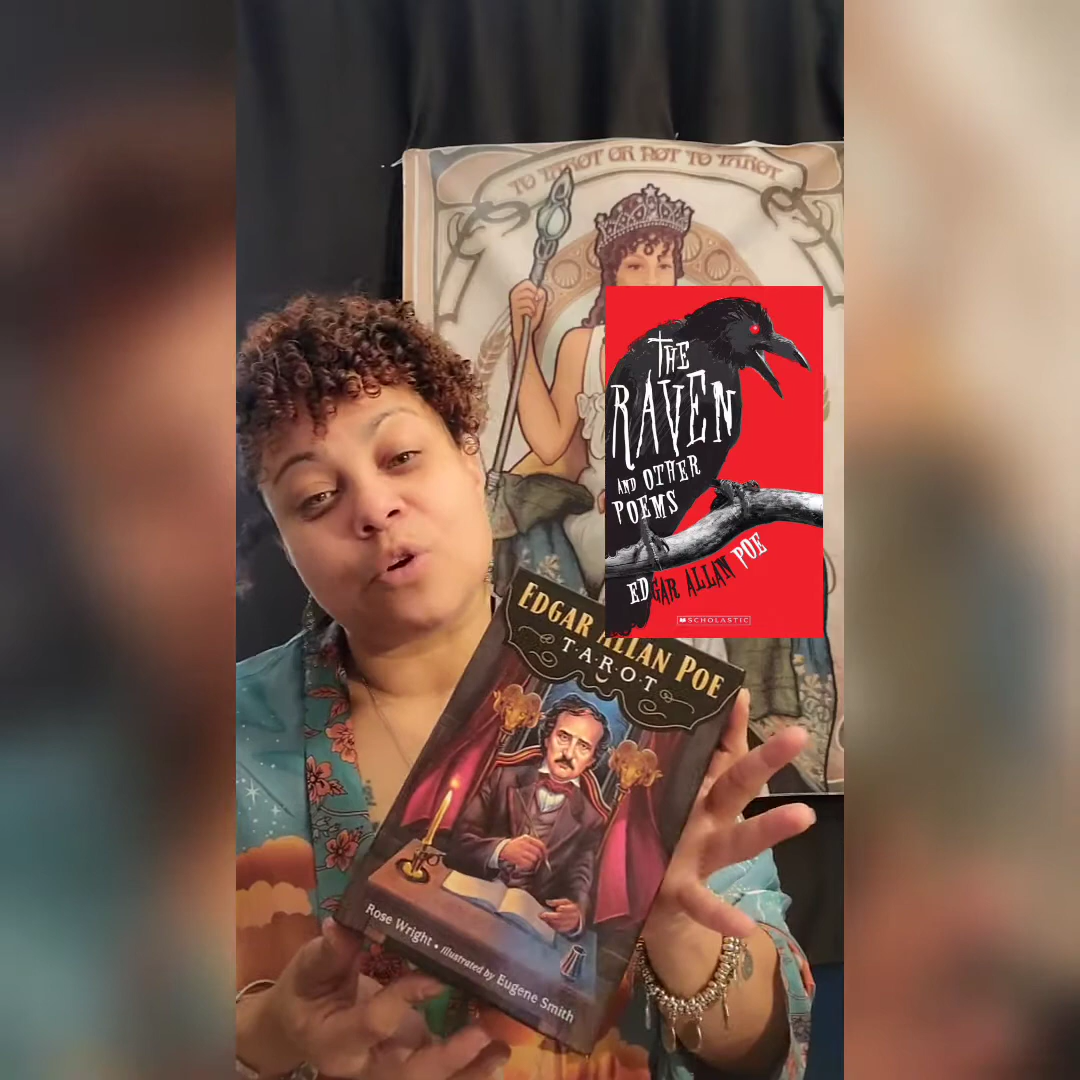 TO TAROT OR NOT TO TAROT
THE
RAVEN
AND OTHER
POEMS
EDGAR ALLAN POE
SCHOLASTIC
EDGAR ALLAN POE
TAROT
Rose Wright • illustrated by Eugene Smith